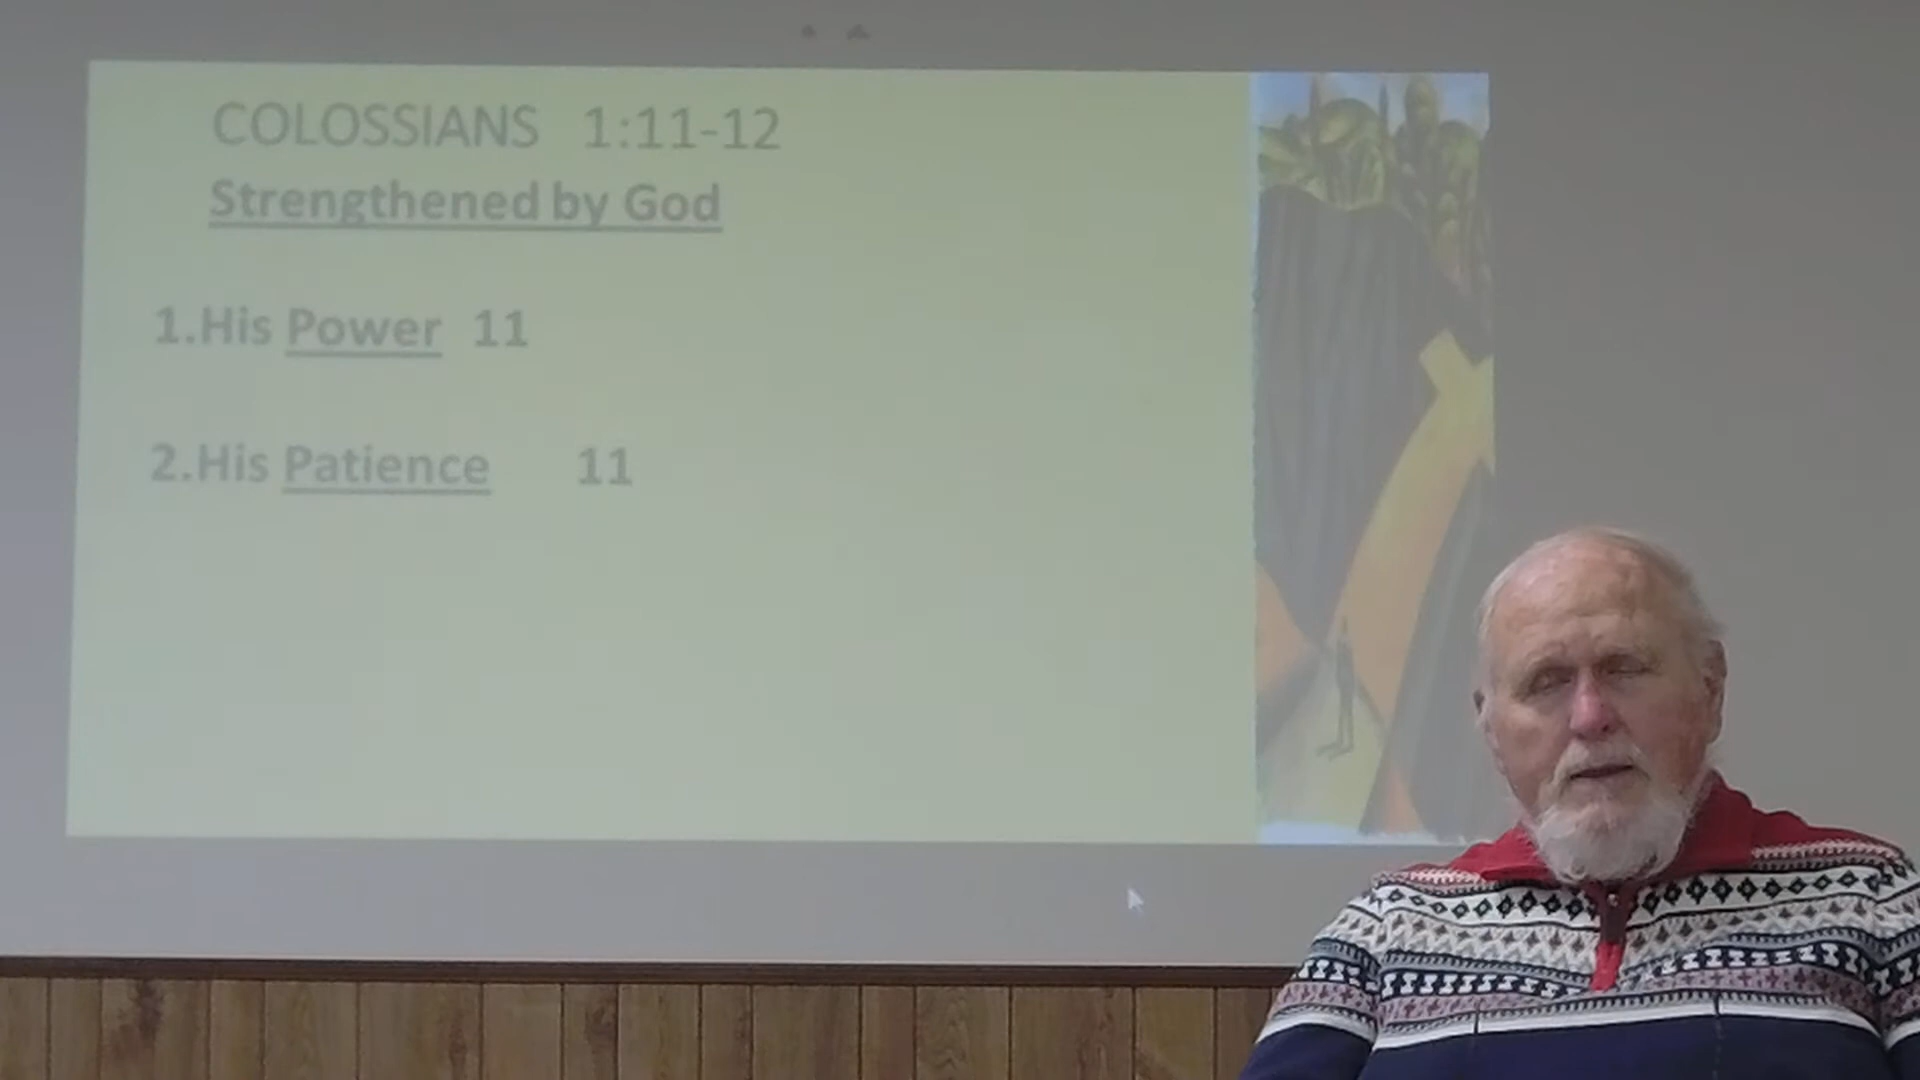 COLOSSIANS 1:11-12
Strengthened by God
1.His Power 11
2.His Patience 11